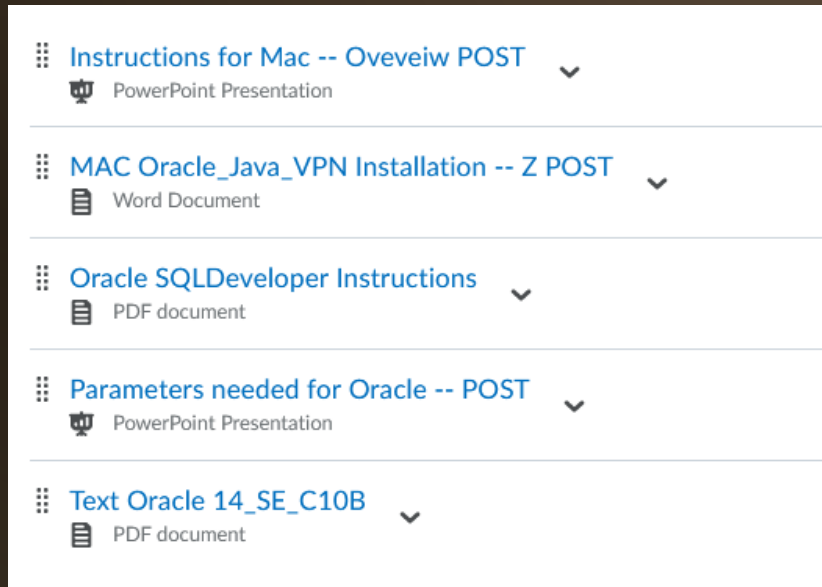 Instructions for Mac -- Oveveiw POST
PowerPoint Presentation
MAC Oracle_Java_VPN Installation -- Z POST
Word Document
Oracle SQLDeveloper Instructions
PDF document
Parameters needed for Oracle -- POST
PowerPoint Presentation
Text Oracle 14_SE_C10B
PDF document